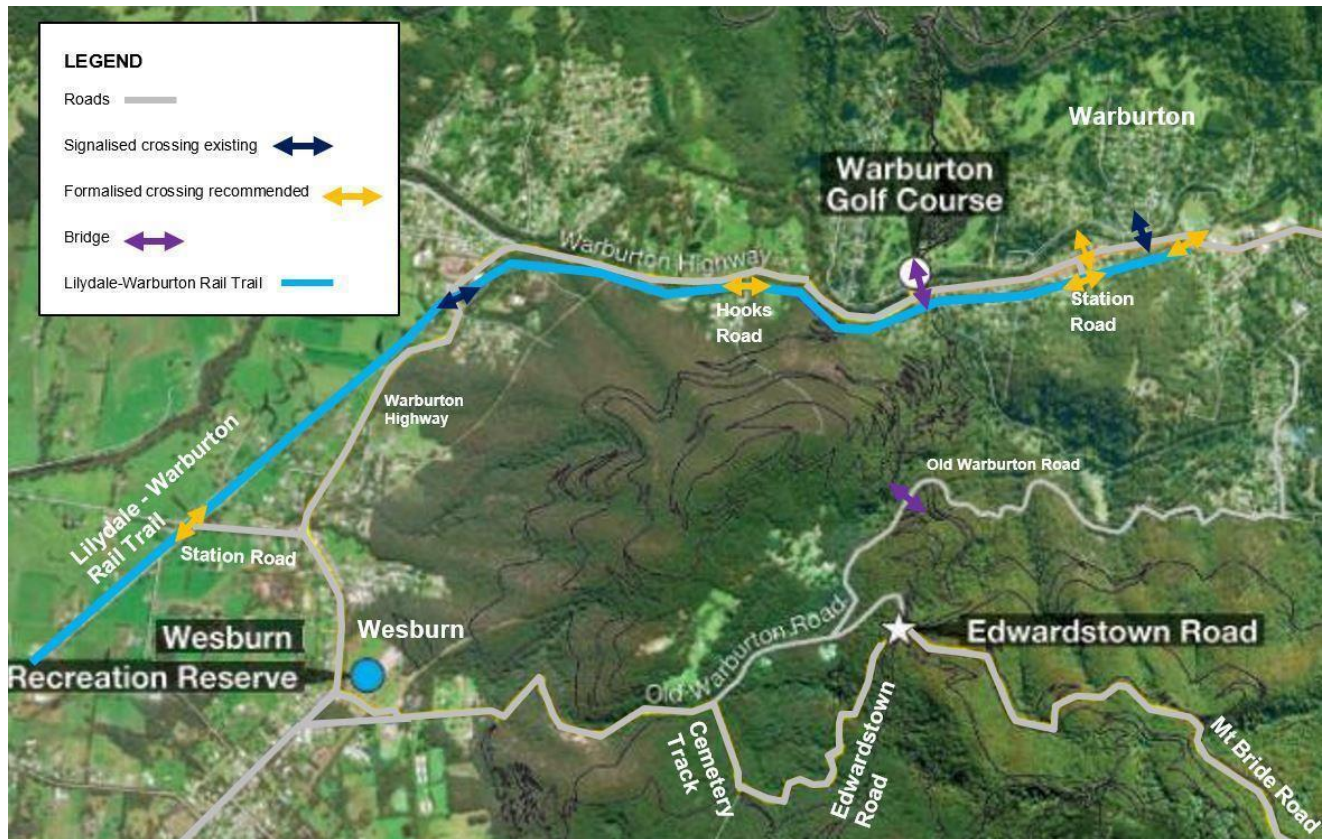 LEGEND
Roads
Signalised crossing existing
Formalised crossing recommended
Bridge
Lilydale-Warburton Rail Trail
Warburton
Warburton
Golf Course
Warburton Highway
Hooks
Road
Station
Road
Warburton
Highway
Lilydale - Warburton
Rail Trail
Station Road
Old Warburton Road
Wesburn
Recreation Reserve
Wesburn
Old Warburton Road
Edwardstown Road
Cemetery
Track
Edwardstown
Road
Mt Bride Road